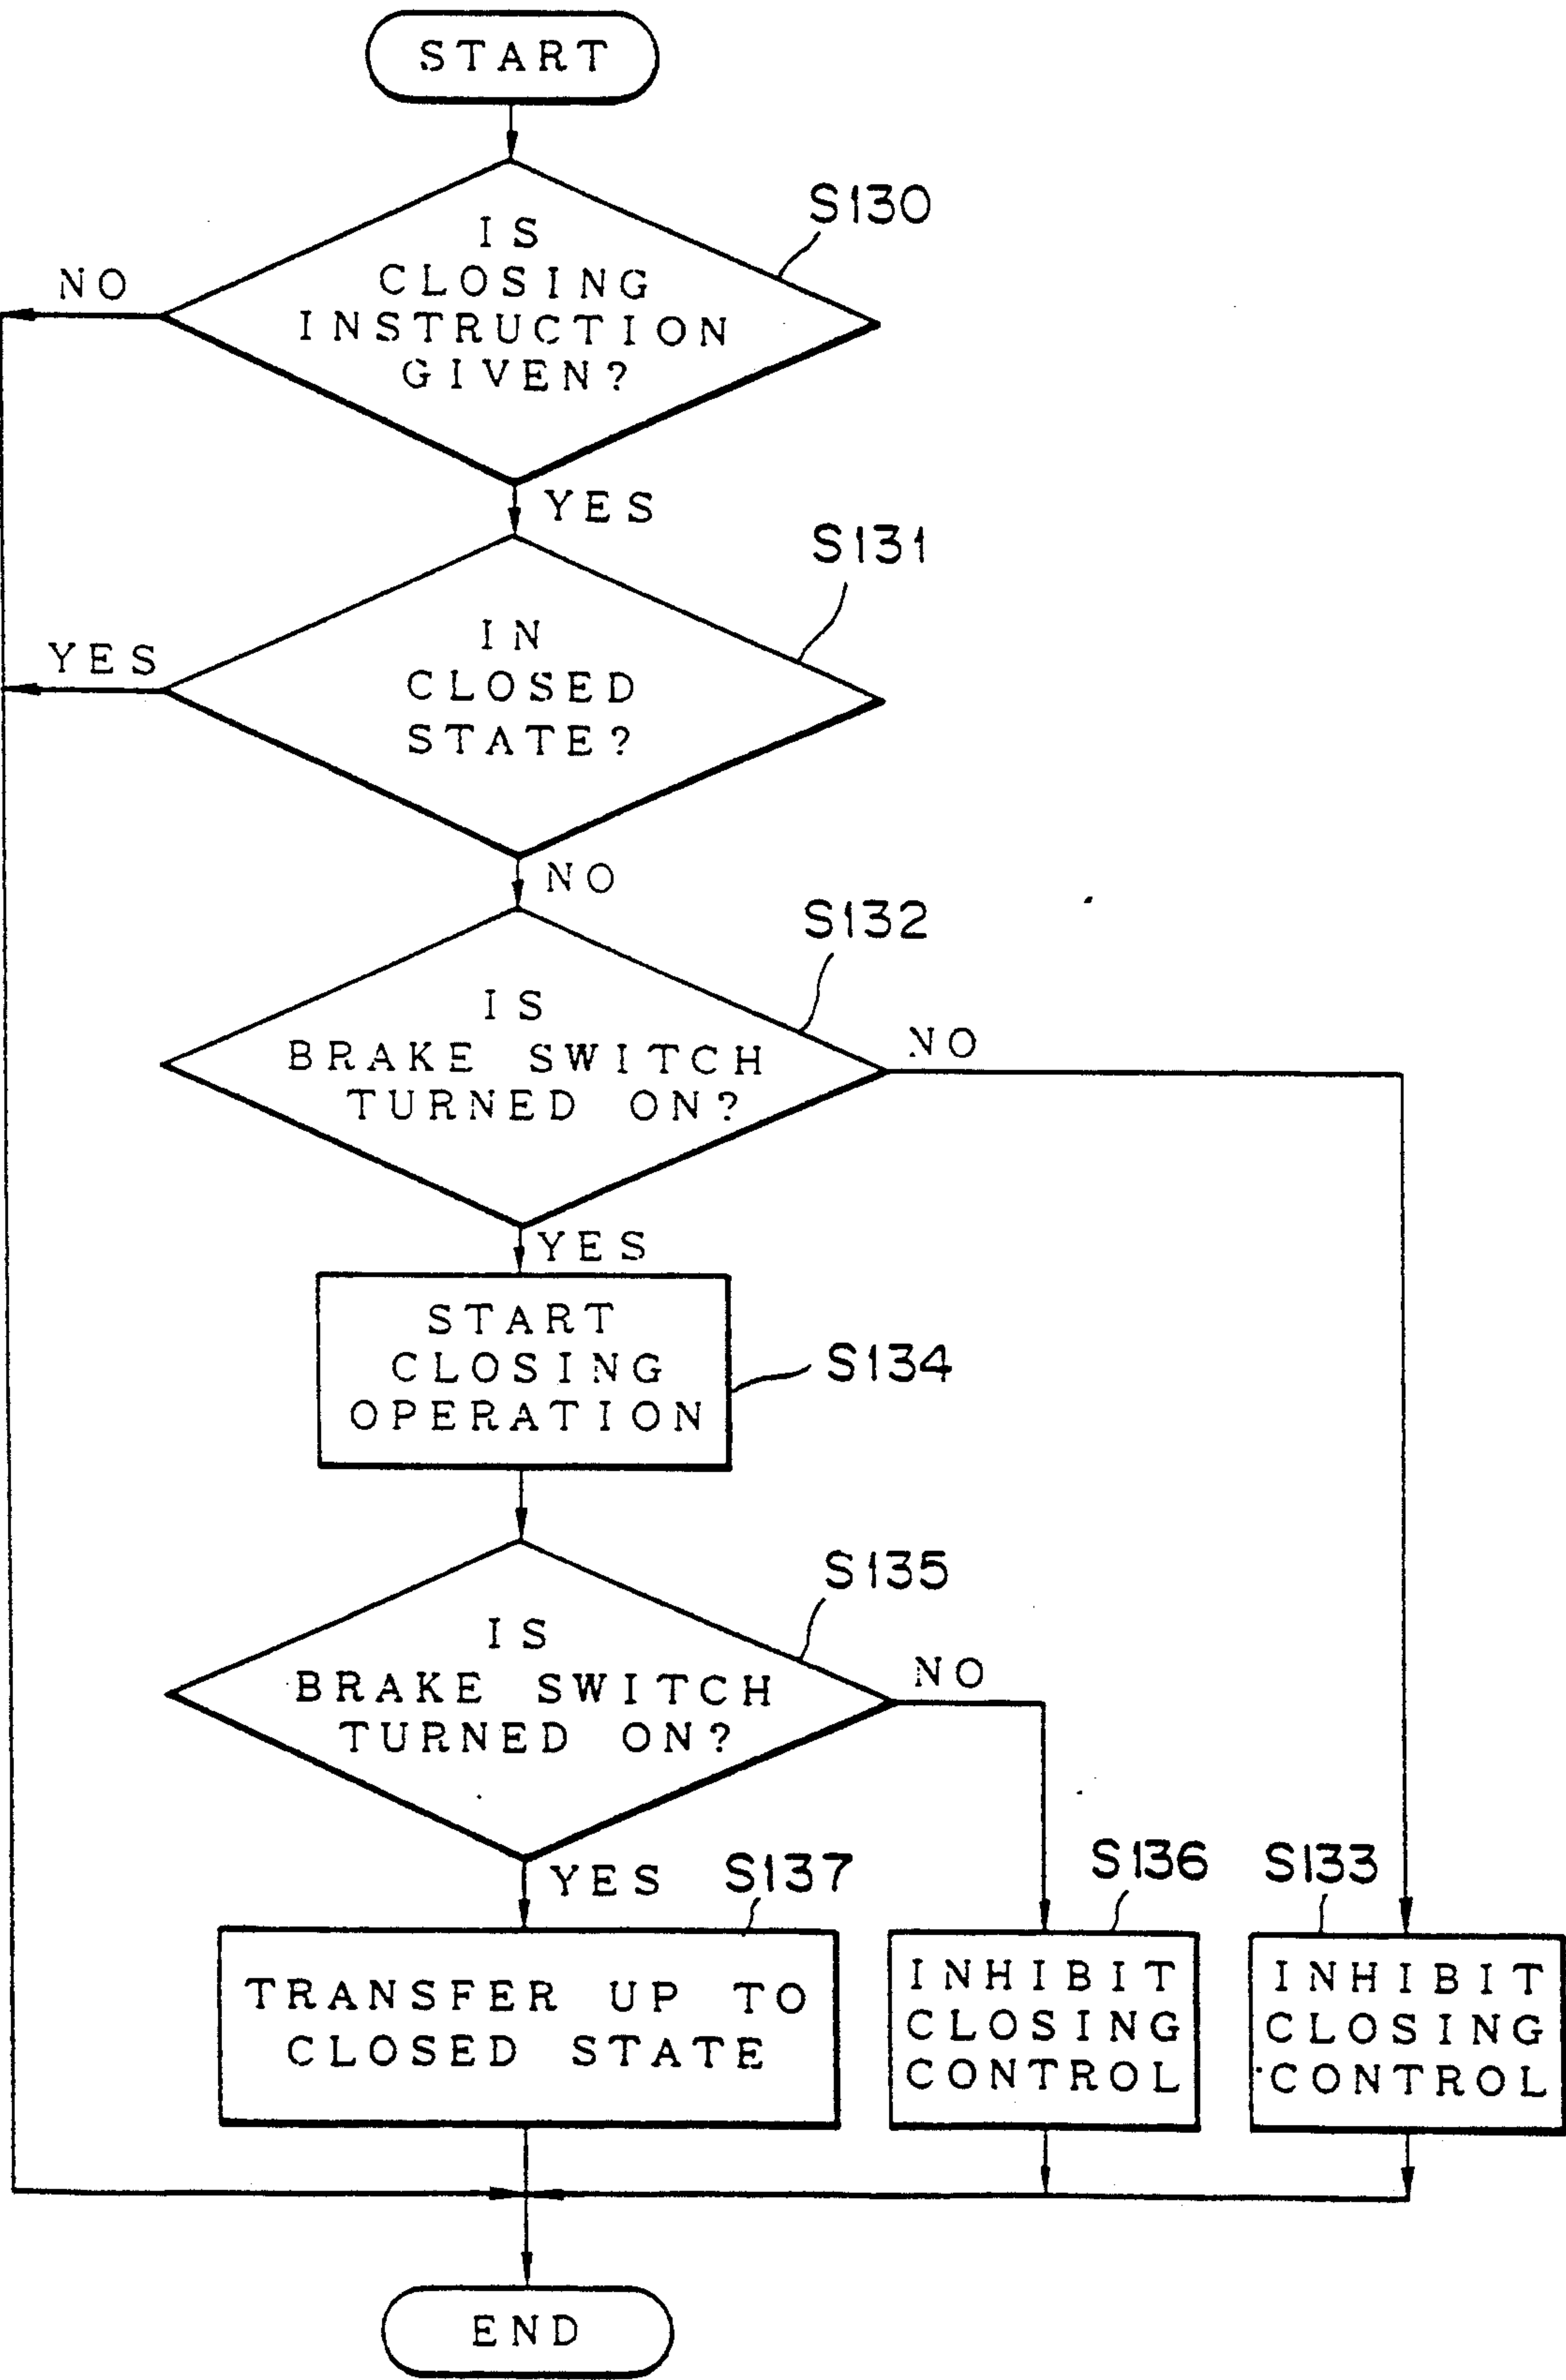 START
S130
IS
CLOSING
INSTRUCTION
GIVEN?
NO
YES
S131
IN
CLOSED
STATE?
YES
NO
S132
IS
BRAKE SWITCH
TURNED ON?
NO
YES
START
CLOSING
OPERATION
S134
S135
IS
BRAKE SWITCH
TURNED ON?
NO
YES
S137
S136
S133
TRANSFER UP TO
CLOSED STATE
INHIBIT
CLOSING
CONTROL
INHIBIT
CLOSING
CONTROL
END